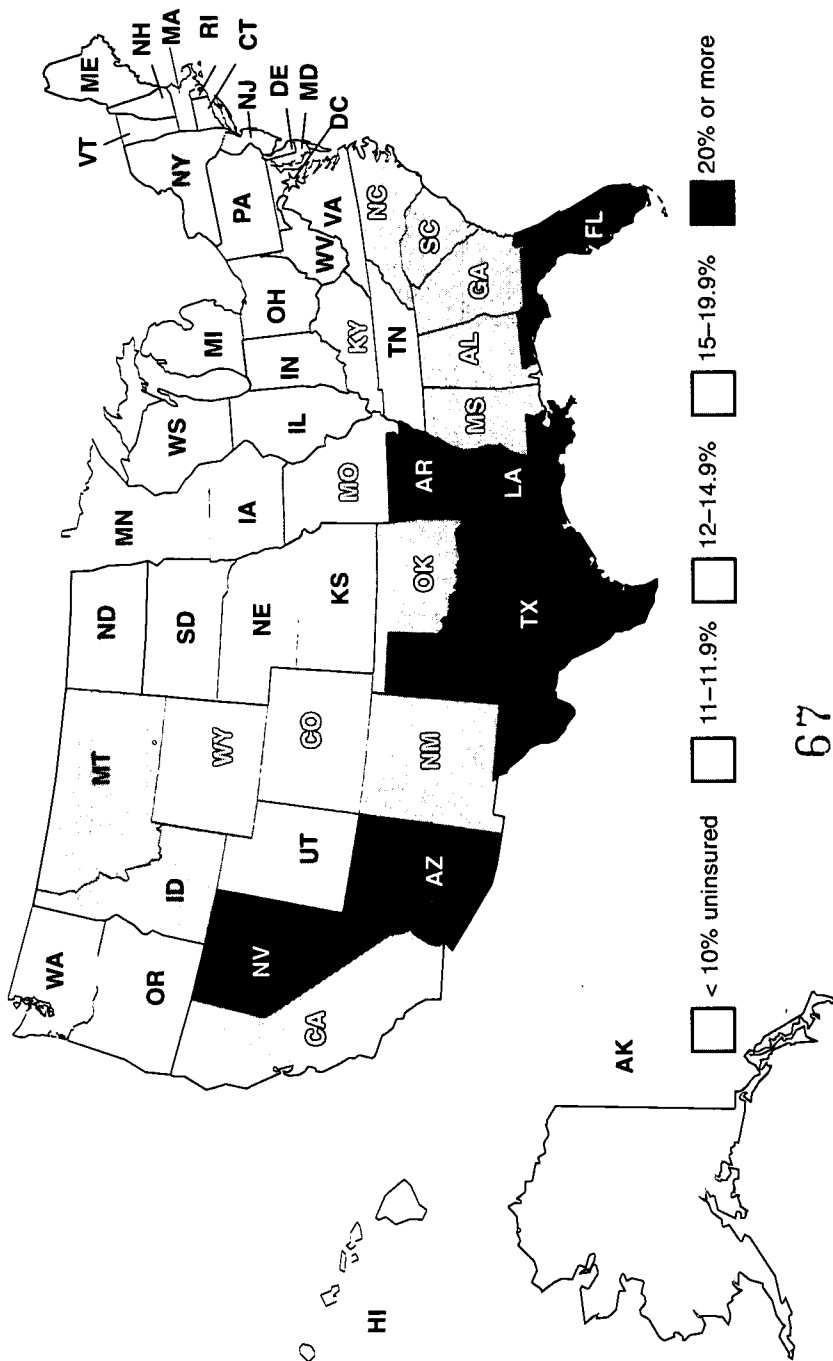 WA
OR
CA
NV
ID
MT
WY
UT
AZ
CO
NM
ND
SD
NE
KS
OK
TX
MN
IA
MO
AR
LA
WS
IL
MI
IN
OH
KY
TN
MS
AL
GA
FL
SC
NC
VA
WV
PA
NY
VT
ME
NH
MA
RI
CT
NJ
DE
MD
DC
HI
AK
< 10% uninsured
11–11.9%
12–14.9%
15–19.9%
20% or more
67